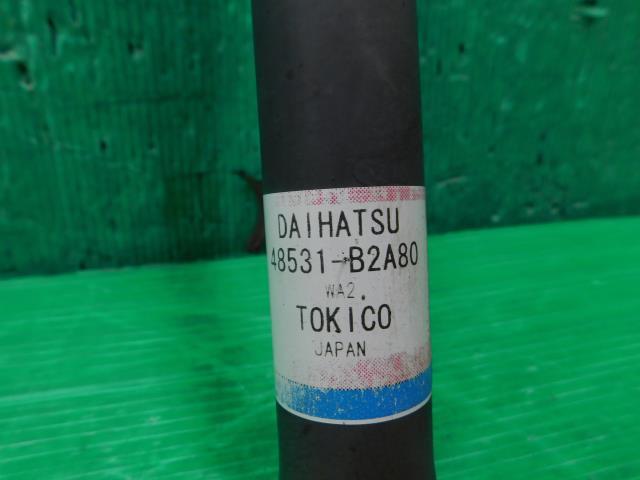 DAIHATSU
48531-B2A80
WA2.
TOKICO
JAPAN